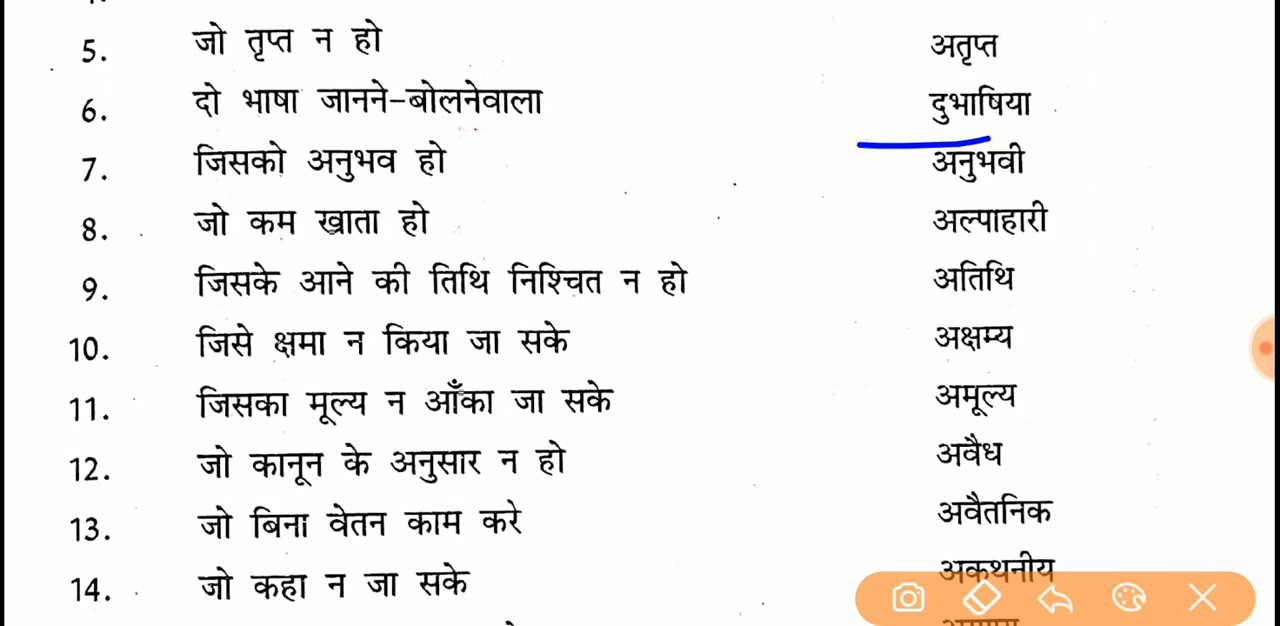 5. जो तृप्त न हो अतृप्त
6. दो भाषा जानने-बोलनेवाला दुभाषिया
7. जिसको अनुभव हो अनुभवी
8. जो कम खाता हो अल्पाहारी
9. जिसके आने की तिथि निश्चित न हो अतिथि
10. जिसे क्षमा न किया जा सके अक्षम्य
11. जिसका मूल्य न आँका जा सके अमूल्य
12. जो कानून के अनुसार न हो अवैध
13. जो बिना वेतन काम करे अवैतनिक
14. जो कहा न जा सके अकथनीय